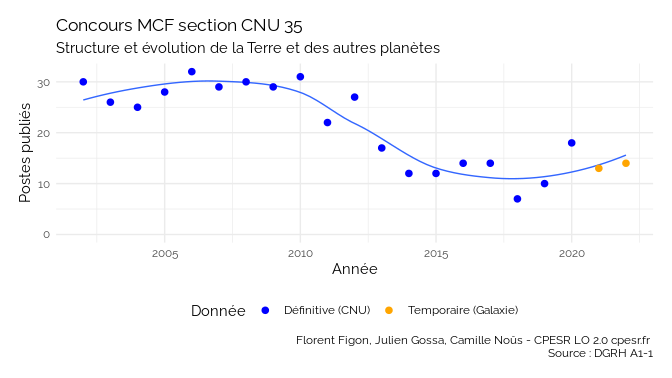 Concours MCF section CNU 35
Structure et évolution de la Terre et des autres planètes
Postes publiés
30
20
10
0
2005 2010 2015 2020
Année
Donnée Définitive (CNU) Temporaire (Galaxie)
Florent Figon, Julien Gossa, Camille Noûs - CPESR LO 2.0 cpesr.fr
Source : DGRH A1-1